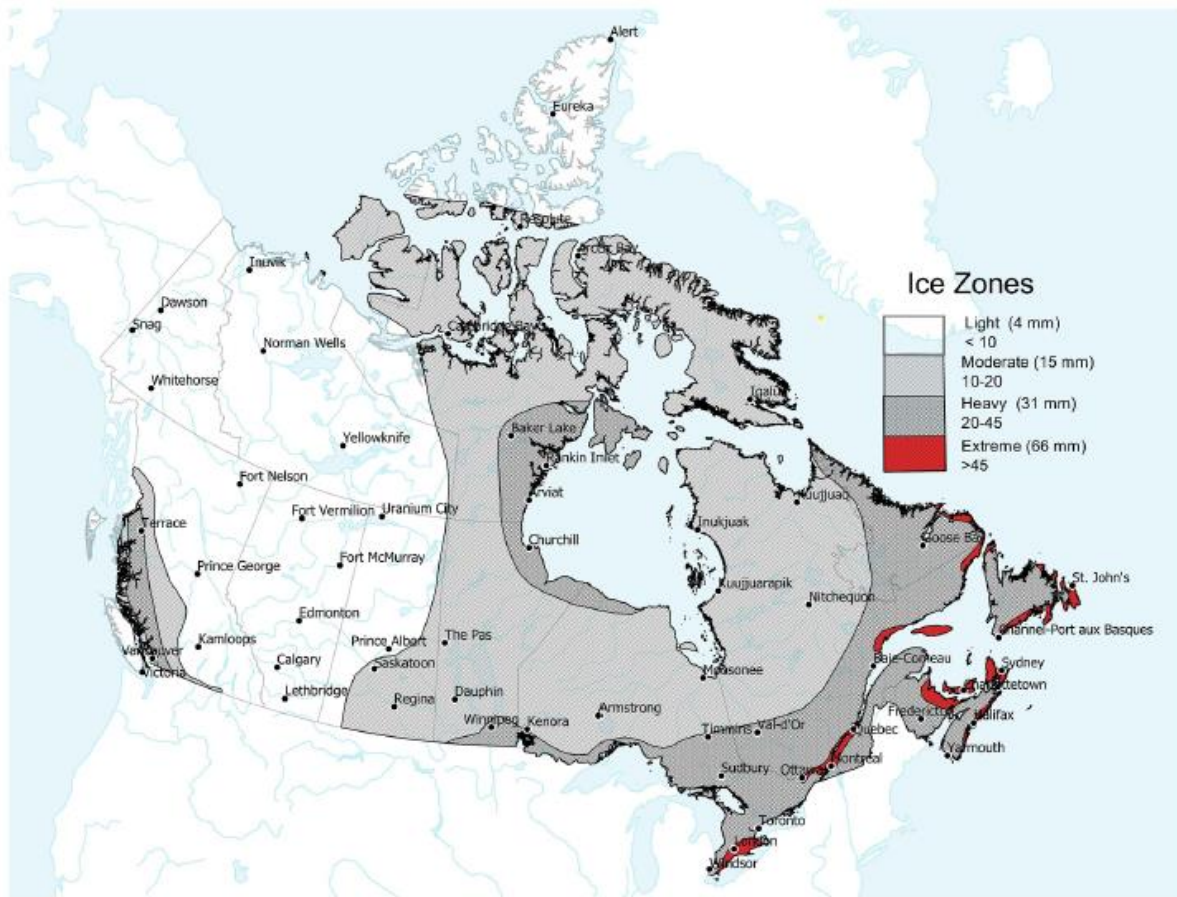 Alert
Eureka
Resolute
Arctic Bay
Inuvik
Dawson
Snag
Cambridge Bay
Norman Wells
Whitehorse
Iqaluit
Ice Zones
Light (4 mm)
< 10
Moderate (15 mm)
10-20
Heavy (31 mm)
20-45
Extreme (66 mm)
>45
Baker Lake
Yellowknife
Rankin Inlet
Fort Nelson
Arviat
Kuujjuaq
Fort Vermilion
Uranium City
Terrace
Inukjuak
Goose Bay
Churchill
Fort McMurray
Prince George
St. John's
Kuujjuarapik
Nitchequon
Edmonton
Channel-Port aux Basques
Kamloops
Prince Albert
The Pas
Vancouver
Victoria
Calgary
Saskatoon
Moosonee
Baie-Comeau
Sydney
Lethbridge
Regina
Dauphin
Charlottetown
Armstrong
Fredericton
Halifax
Winnipeg
Kenora
Timmins
Val-d'Or
Quebec
Yarmouth
Sudbury
Ottawa
Montreal
Toronto
London
Windsor